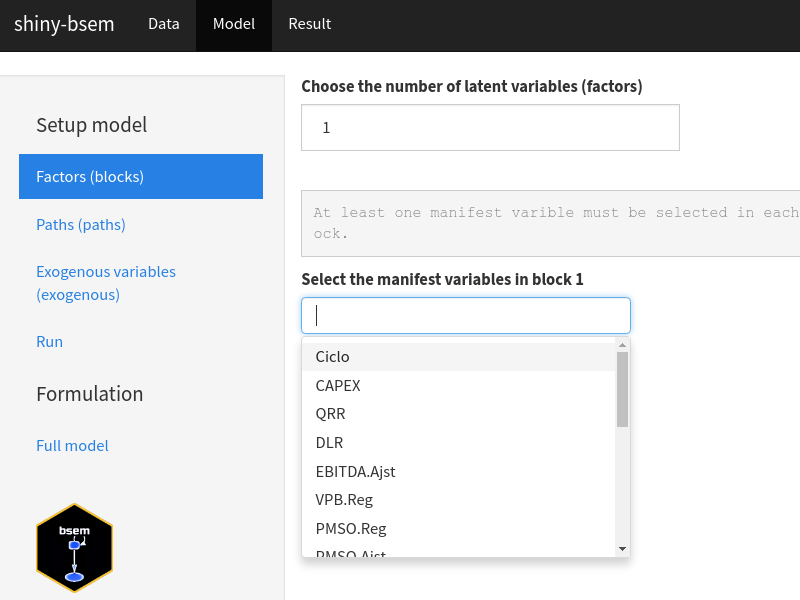 shiny-bsem Data Model Result
Setup model
Factors (blocks)
Paths (paths)
Exogenous variables
(exogenous)
Run
Formulation
Full model
bsem
Choose the number of latent variables (factors)
1
At least one manifest varible must be selected in each
ock.
Select the manifest variables in block 1
Ciclo
CAPEX
QRR
DLR
EBITDA.Ajst
VPB.Reg
PMSO.Reg
PMSO.Ajst